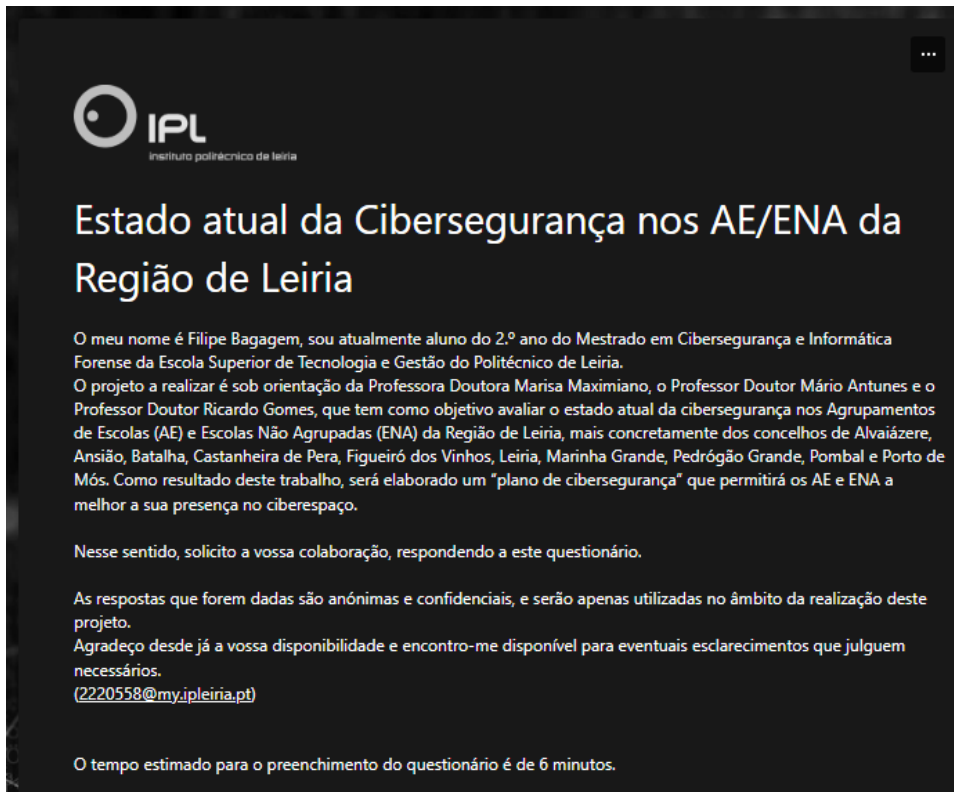 ...
IPL
instituto politécnico de leiria
Estado atual da Cibersegurança nos AE/ENA da
Região de Leiria
O meu nome é Filipe Bagagem, sou atualmente aluno do 2.º ano do Mestrado em Cibersegurança e Informática
Forense da Escola Superior de Tecnologia e Gestão do Politécnico de Leiria.
O projeto a realizar é sob orientação da Professora Doutora Marisa Maximiano, o Professor Doutor Mário Antunes e o
Professor Doutor Ricardo Gomes, que tem como objetivo avaliar o estado atual da cibersegurança nos Agrupamentos
de Escolas (AE) e Escolas Não Agrupadas (ENA) da Região de Leiria, mais concretamente dos concelhos de Alvaiázere,
Ansião, Batalha, Castanheira de Pera, Figueiró dos Vinhos, Leiria, Marinha Grande, Pedrógão Grande, Pombal e Porto de
Mós. Como resultado deste trabalho, será elaborado um "plano de cibersegurança" que permitirá os AE e ENA a
melhor a sua presença no ciberespaço.
Nesse sentido, solicito a vossa colaboração, respondendo a este questionário.
As respostas que forem dadas são anónimas e confidenciais, e serão apenas utilizadas no âmbito da realização deste
projeto.
Agradeço desde já a vossa disponibilidade e encontro-me disponível para eventuais esclarecimentos que julguem
necessários.
(2220558@my.ipleiria.pt)
O tempo estimado para o preenchimento do questionário é de 6 minutos.